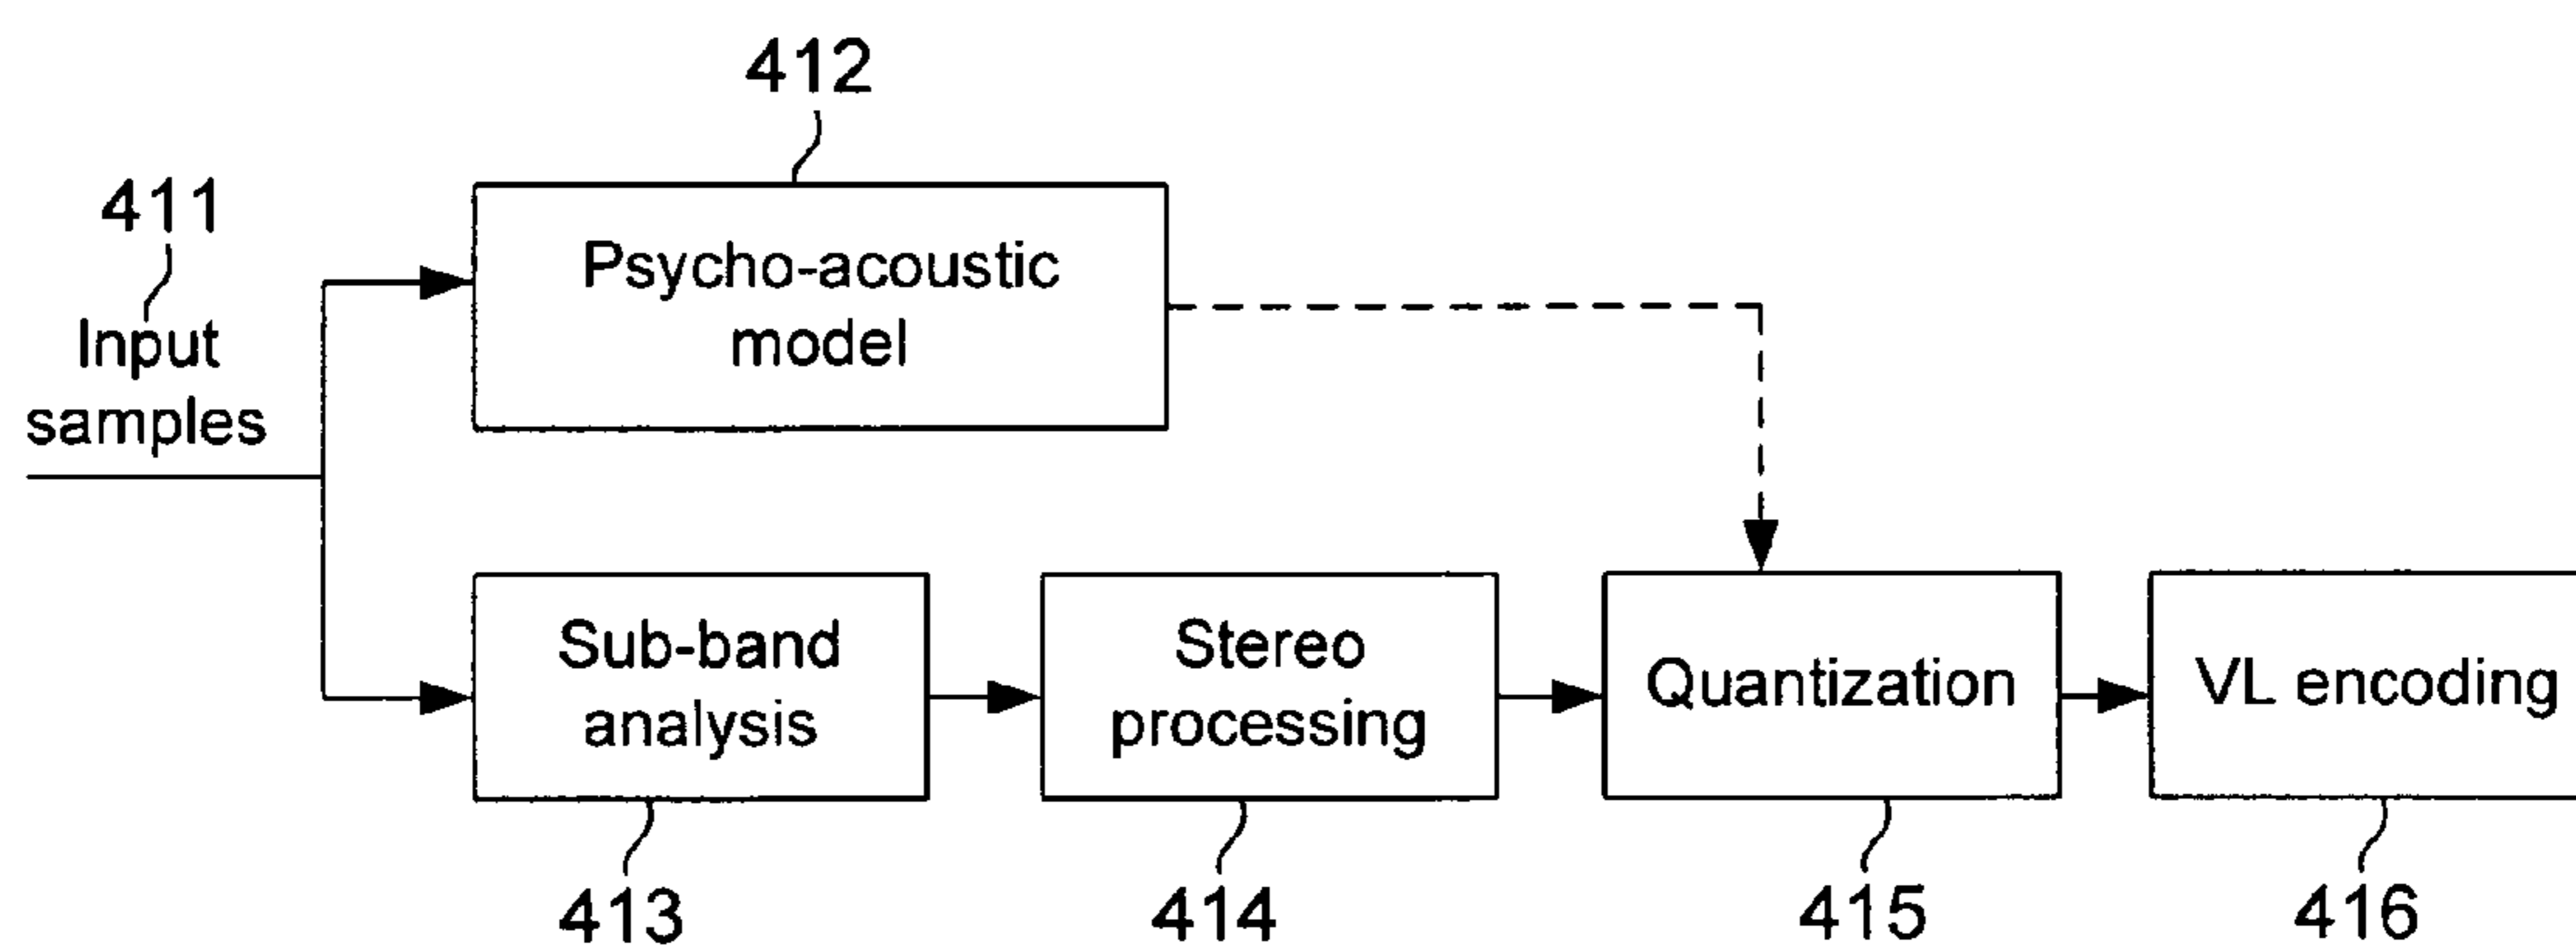 412
411
Input
samples
Psycho-acoustic
model
Sub-band
analysis
Stereo
processing
Quantization
VL encoding
413
414
415
416